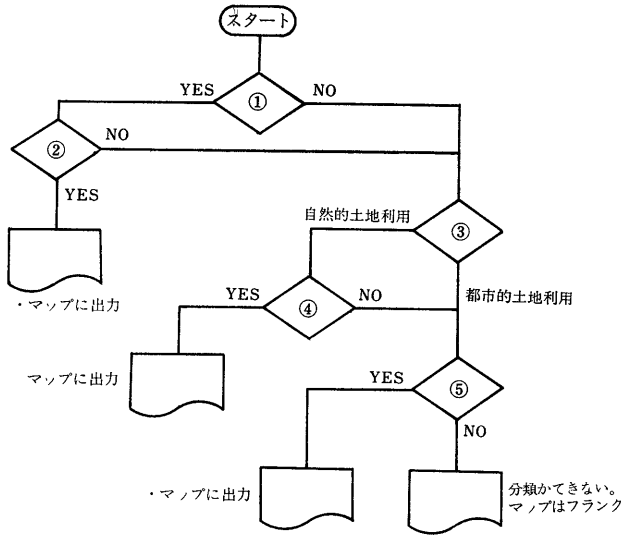 スタート
YES
①
NO
②
NO
YES
自然的土地利用
③
・マップに出力
YES
④
NO
都市的土地利用
マップに出力
YES
⑤
NO
・マップに出力
分類かてきない。
マップはフランク